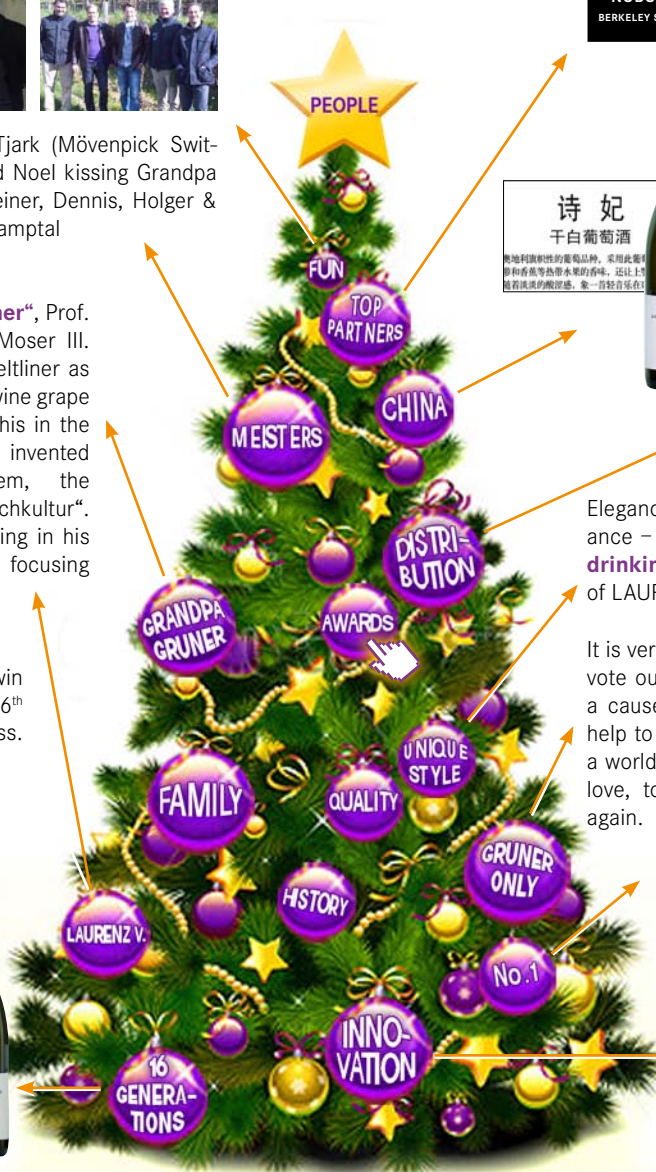 BERKELEY S
PEOPLE
Tjark (Mövenpick Swit-
d Noel kissing Grandpa
einer, Dennis, Holger &
amptal
诗 妃
干白葡萄酒
FUN
TOP
PARTNERS
CHINA
MEISTERS
ner“, Prof.
Moser III.
eltliner as
wine grape
his in the
invented
em, the
chkultur“.
ing in his
focusing
DISTRI-
BUTION
Eleganc
ance –
drinkin
of LAUR
GRANDPA
GRUNER
AWARDS
It is ver
vote ou
a cause
help to
a world
love, to
again.
win
6th
ss.
UNIQUE
STYLE
FAMILY
QUALITY
GRUNER
ONLY
HISTORY
LAURENZ V.
No.1
INNO-
VATION
16
GENERA-
TIONS